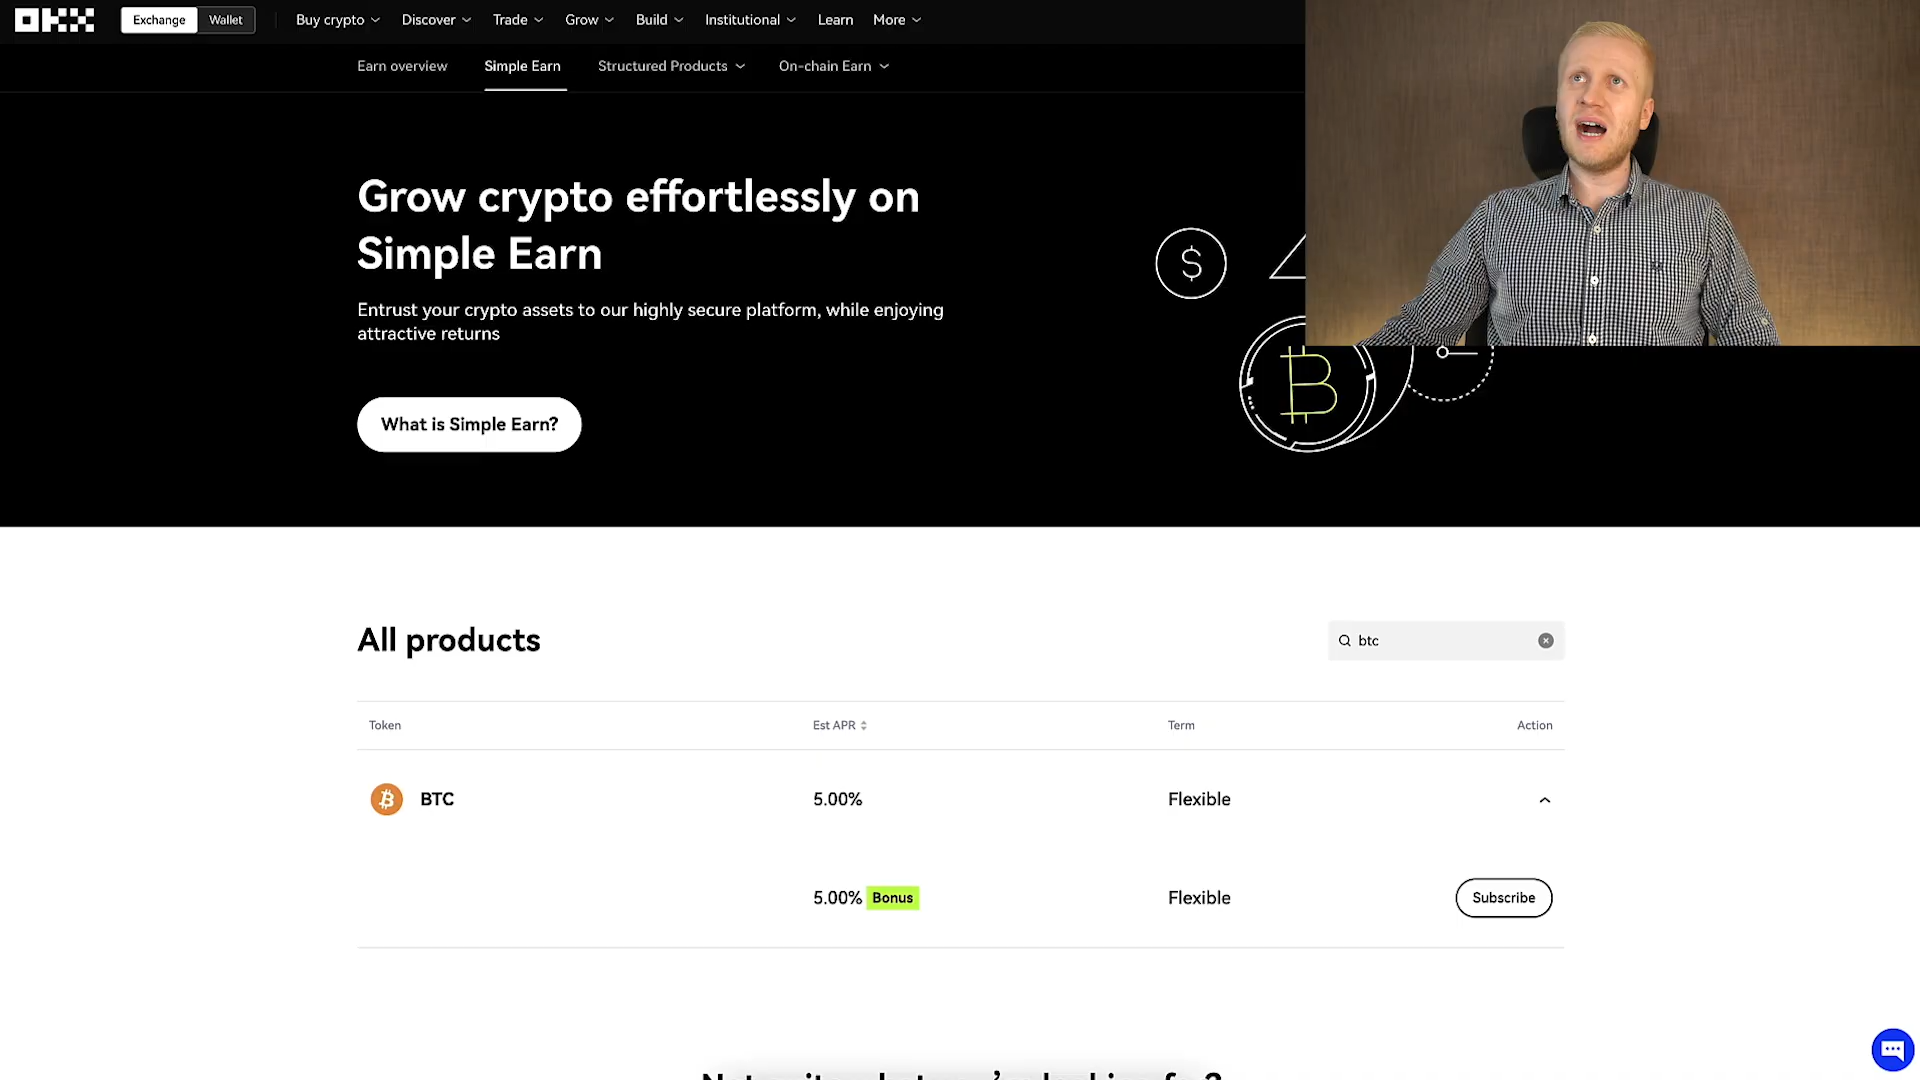 OKX Exchange Wallet Buy crypto Discover Trade Grow Build Institutional Learn More
Earn overview Simple Earn Structured Products On-chain Earn
Grow crypto effortlessly on
Simple Earn
Entrust your crypto assets to our highly secure platform, while enjoying
attractive returns
What is Simple Earn?
All products
btc
Token Est APR Term Action
BTC 5.00% Flexible
5.00% Bonus Flexible Subscribe